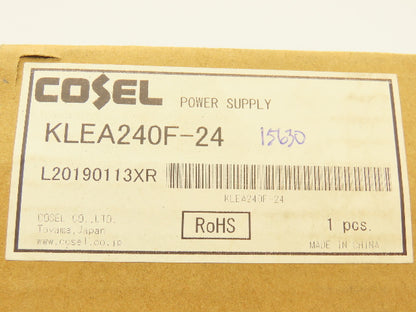 COSEL POWER SUPPLY
KLEA240F-24 15630
L20190113XR
KLEA240F-24
COSEL CO.,LTD.
Toyama,Japan
www.cosel.co.jp
RoHS
1 pcs.
MADE IN CHINA